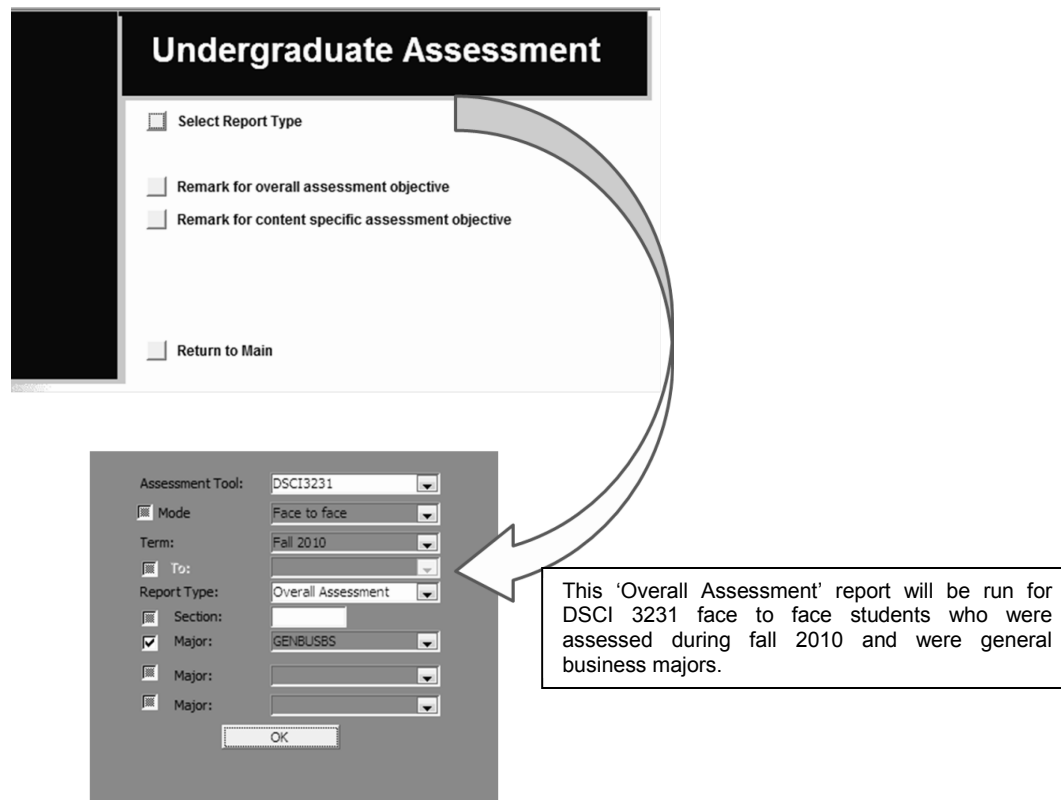 Undergraduate Assessment
Select Report Type
Remark for overall assessment objective
Remark for content specific assessment objective
Return to Main
Assessment Tool: DSCI3231
Mode Face to face
Term: Fall 2010
To:
Report Type: Overall Assessment
Section:
Major: GENBUSBS
Major:
Major:
OK
This ‘Overall Assessment’ report will be run for
DSCI 3231 face to face students who were
assessed during fall 2010 and were general
business majors.